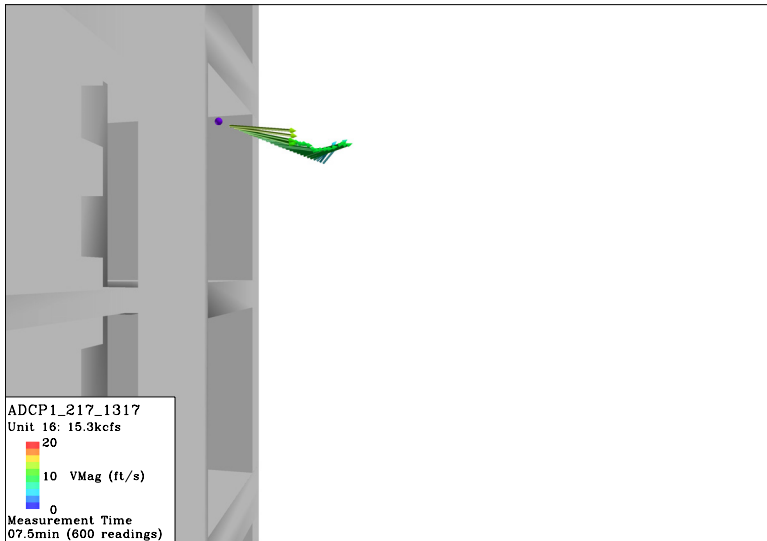 ADCP1_217_1317
Unit 16: 15.3kcfs
20
10 VMag (ft/s)
0
Measurement Time
07.5min (600 readings)